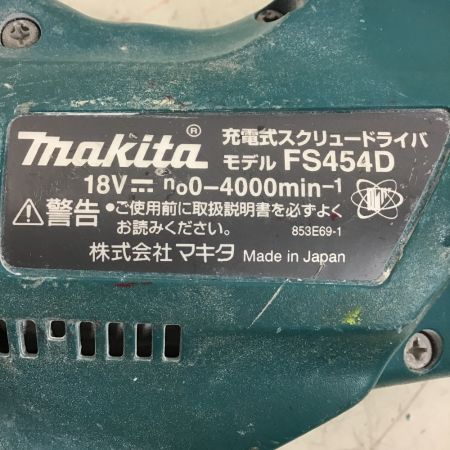 makita® 充電式スクリュードライバ
モデル FS454D
18V⎓ n₀0-4000min⁻¹
⚠警告 •ご使用前に取扱説明書を必ずよく
お読みください。 853E69-1
株式会社マキタ Made in Japan